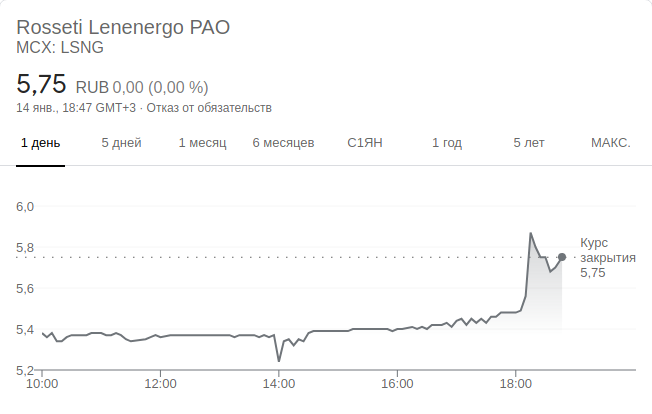 Rosseti Lenenergo PAO
MCX: LSNG
5,75 RUB 0,00 (0,00 %)
14 янв., 18:47 GMT+3 · Отказ от обязательств
1 день 5 дней 1 месяц 6 месяцев С1ЯН 1 год 5 лет МАКС.
6,0
5,8
Курс
закрытия
5,75
5,6
5,4
5,2
10:00 12:00 14:00 16:00 18:00